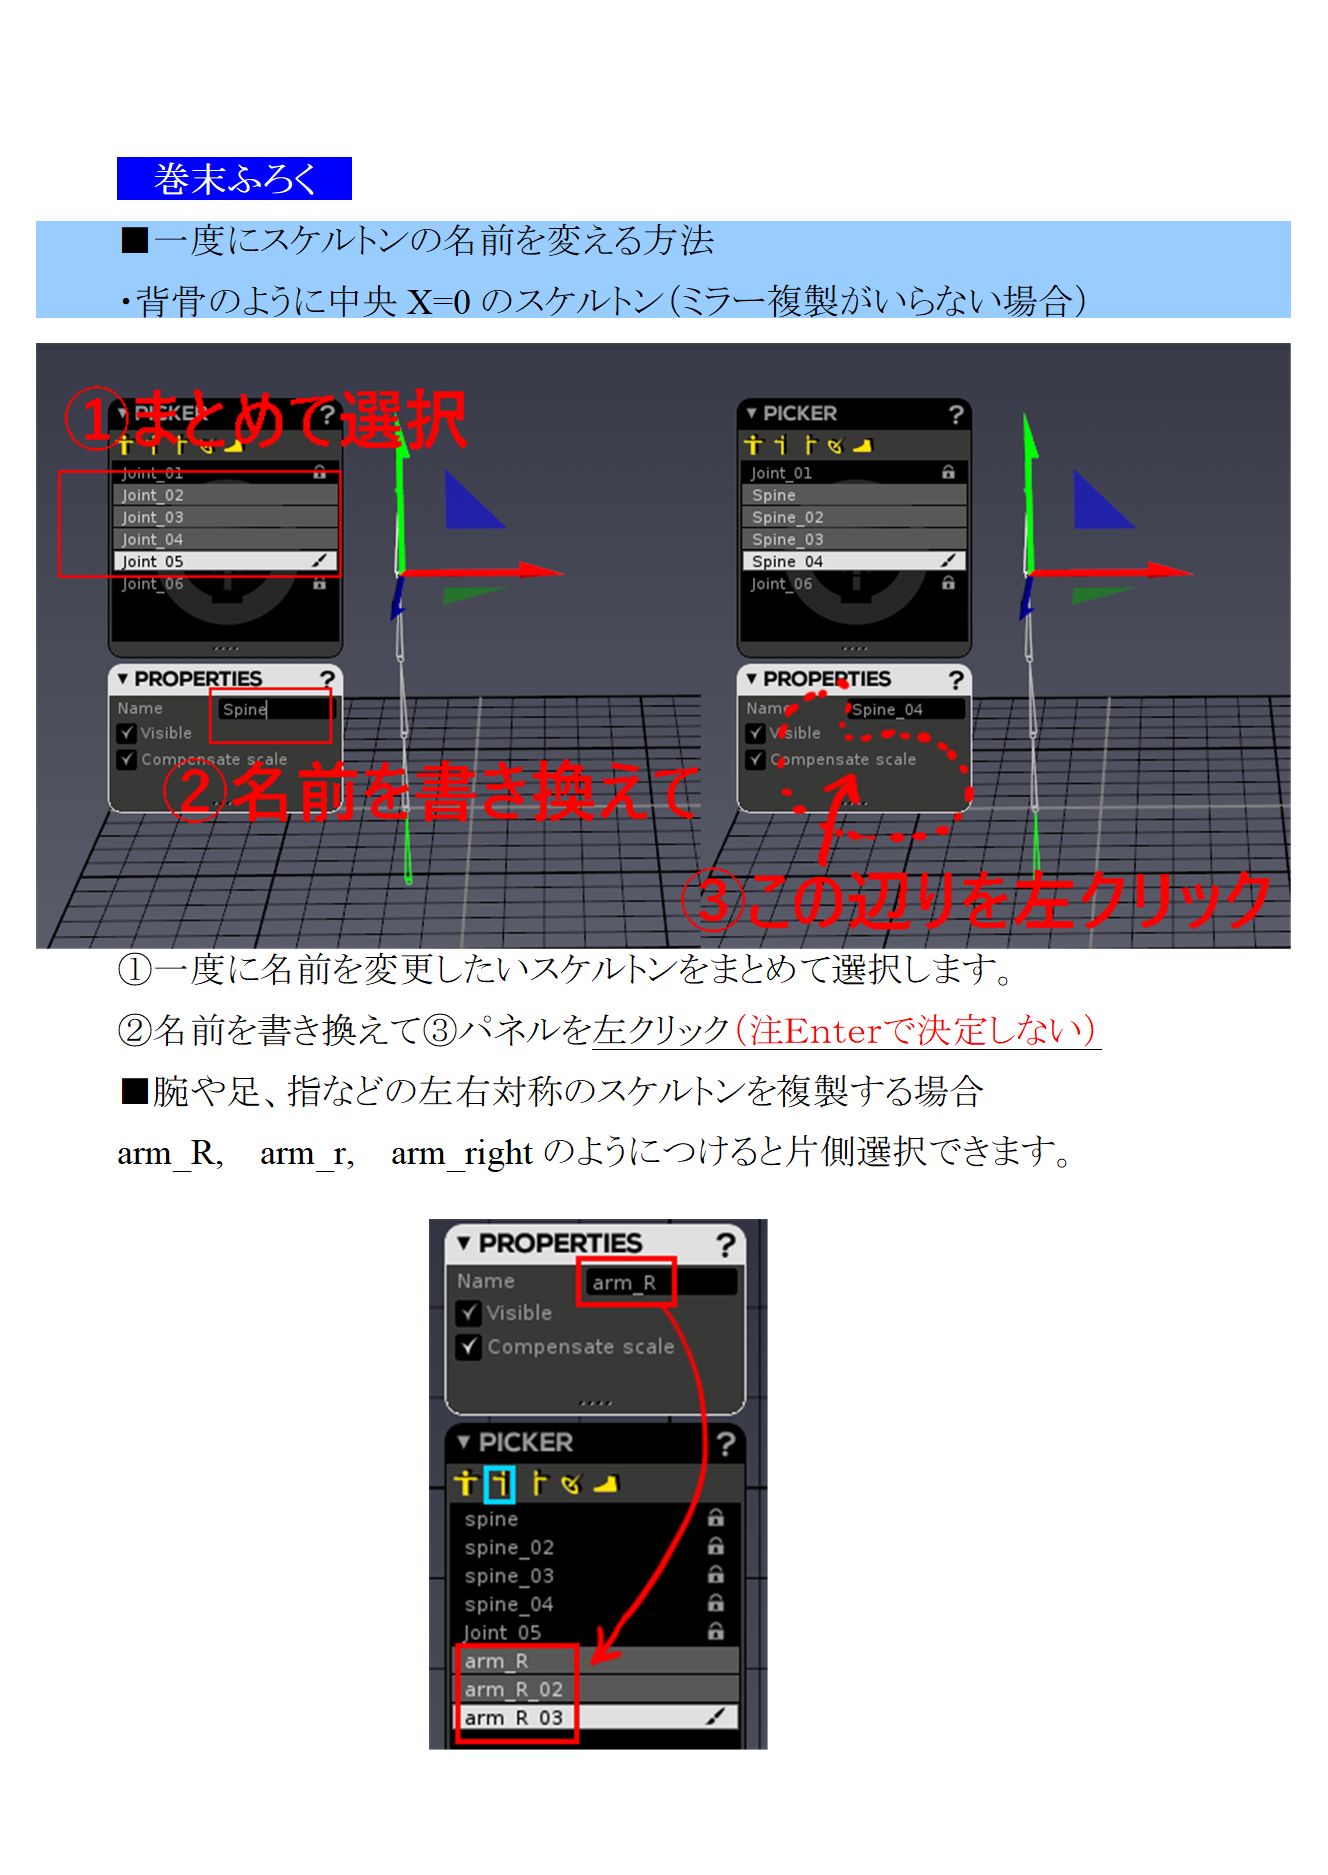 巻末ふろく
■一度にスケルトンの名前を変える方法
・背骨のように中央 X=0 のスケルトン（ミラー複製がいらない場合）
①まとめて選択
▼ PICKER ?
Joint_01
Joint_02
Joint_03
Joint_04
Joint_05
Joint_06
▼ PROPERTIES ?
Name Spine
Visible
Compensate scale
②名前を書き換えて
▼ PICKER ?
Joint_01
Spine
Spine_02
Spine_03
Spine_04
Joint_06
▼ PROPERTIES ?
Name Spine_04
Visible
Compensate scale
③この辺りを左クリック
①一度に名前を変更したいスケルトンをまとめて選択します。
②名前を書き換えて③パネルを左クリック（注Enterで決定しない）
■腕や足、指などの左右対称のスケルトンを複製する場合
arm_R,　arm_r,　arm_right のようにつけると片側選択できます。
▼ PROPERTIES ?
Name arm_R
Visible
Compensate scale
▼ PICKER ?
spine
spine_02
spine_03
spine_04
Joint_05
arm_R
arm_R_02
arm_R_03